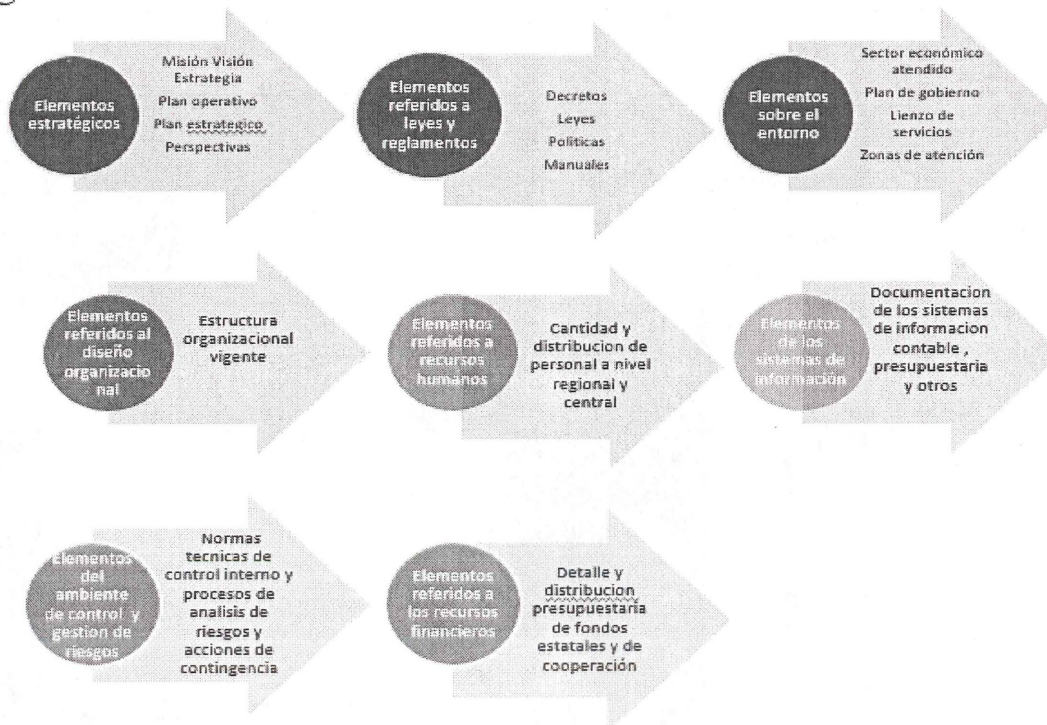 Elementos
estratégicos
Misión Visión
Estrategia
Plan operativo
Plan estrategico
Perspectivas
Elementos
referidos a
leyes y
reglamentos
Decretos
Leyes
Políticas
Manuales
Elementos
sobre el
entorno
Sector económico
atendido
Plan de gobierno
Lienzo de
servicios
Zonas de atención
Elementos
referidos al
diseño
organizacio
nal
Estructura
organizacional
vigente
Elementos
referidos a
recursos
humanos
Cantidad y
distribucion de
personal a nivel
regional y
central
Elementos
de los
sistemas de
información
Documentacion
de los sistemas
de informacion
contable ,
presupuestaria
y otros
Elementos
del
ambiente
de control y
gestion de
riesgos
Normas
tecnicas de
control interno y
procesos de
analisis de
riesgos y
acciones de
contingencia
Elementos
referidos a
los recursos
financieros
Detalle y
distribucion
presupuestaria
de fondos
estatales y de
cooperación